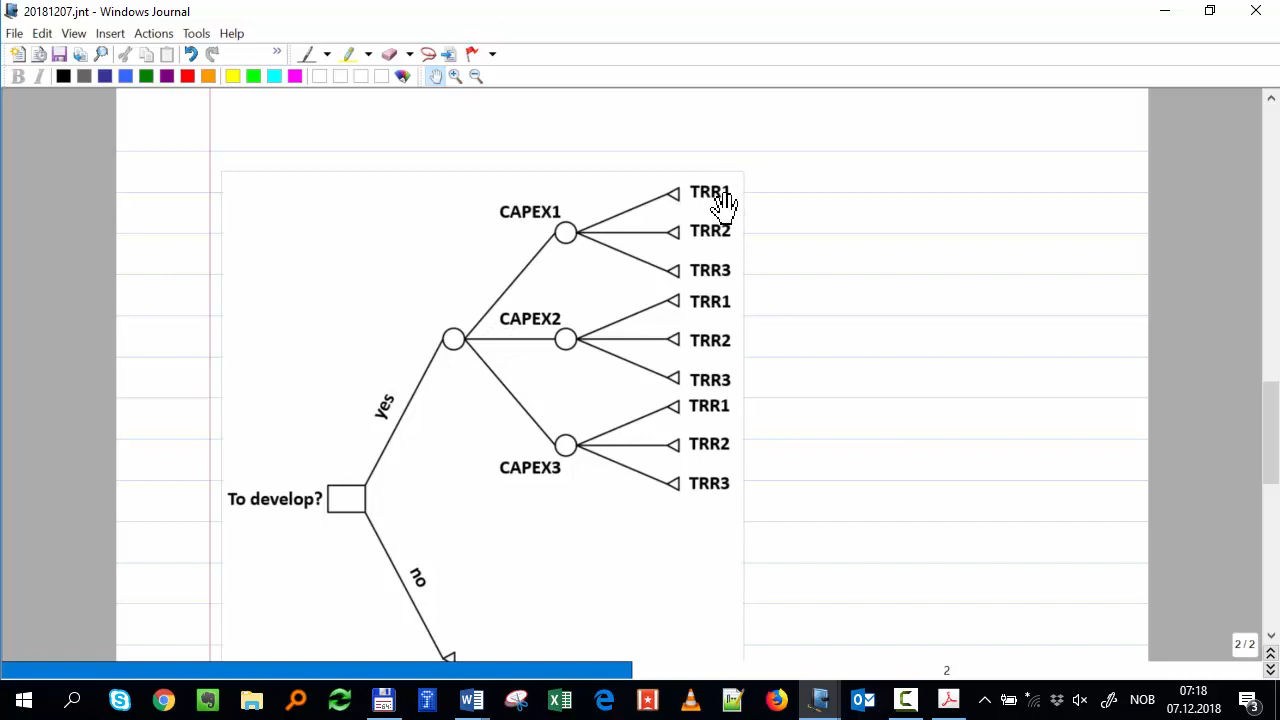 20181207.jnt - Windows Journal
File Edit View Insert Actions Tools Help
»
B I
TRR1
CAPEX1
TRR2
TRR3
TRR1
CAPEX2
TRR2
TRR3
yes
TRR1
TRR2
CAPEX3
TRR3
To develop?
no
2 / 2
2
NOB
07:18
07.12.2018
3